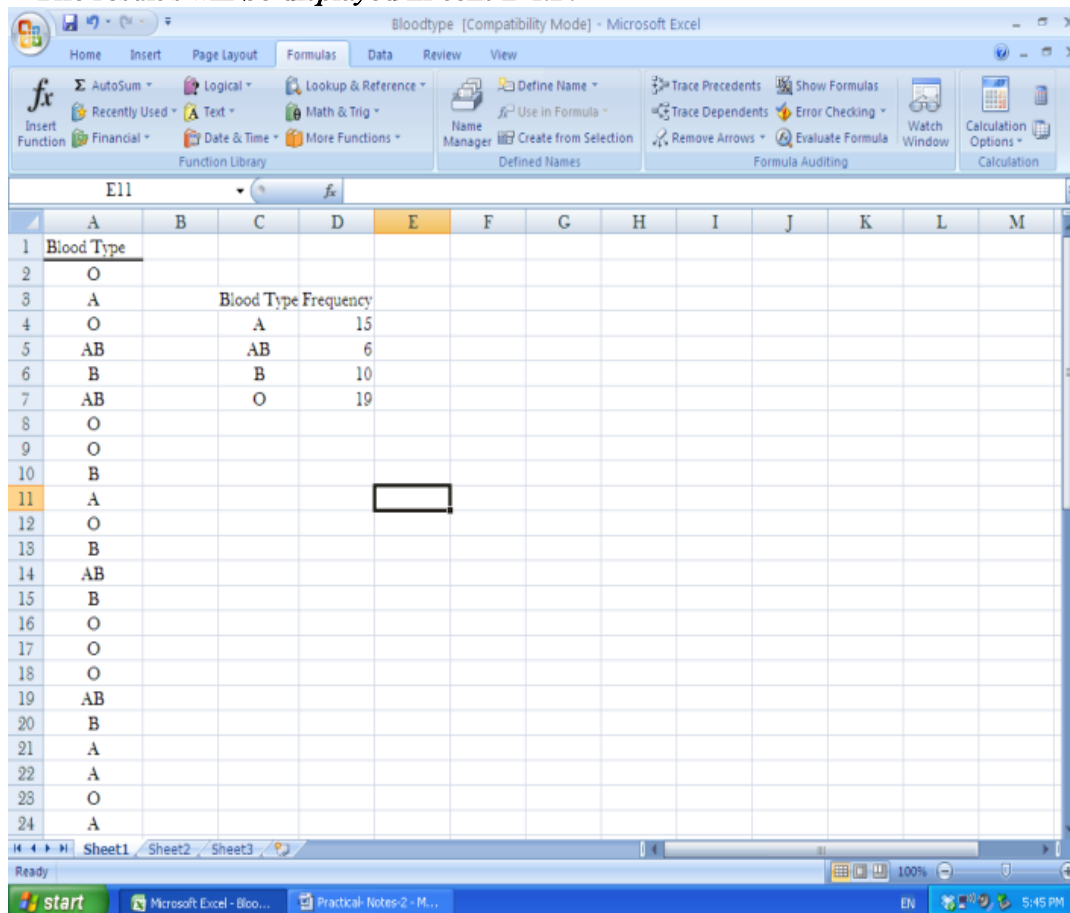 Bloodtype [Compatibility Mode] - Microsoft Excel
Home Insert Page Layout Formulas Data Review View
Insert Function
Σ AutoSum
Recently Used
Financial
Logical
Text
Date & Time
Lookup & Reference
Math & Trig
More Functions
Function Library
Name Manager
Define Name
Use in Formula
Create from Selection
Defined Names
Trace Precedents
Trace Dependents
Remove Arrows
Show Formulas
Error Checking
Evaluate Formula
Watch Window
Formula Auditing
Calculation Options
Calculation
E11 fx
A B C D E F G H I J K L M
1 Blood Type
2 O
3 A Blood Type Frequency
4 O A 15
5 AB AB 6
6 B B 10
7 AB O 19
8 O
9 O
10 B
11 A
12 O
13 B
14 AB
15 B
16 O
17 O
18 O
19 AB
20 B
21 A
22 A
23 O
24 A
Sheet1 Sheet2 Sheet3
Ready 100%
start Microsoft Excel - Bloo... Practical- Notes-2 - M... EN 5:45 PM